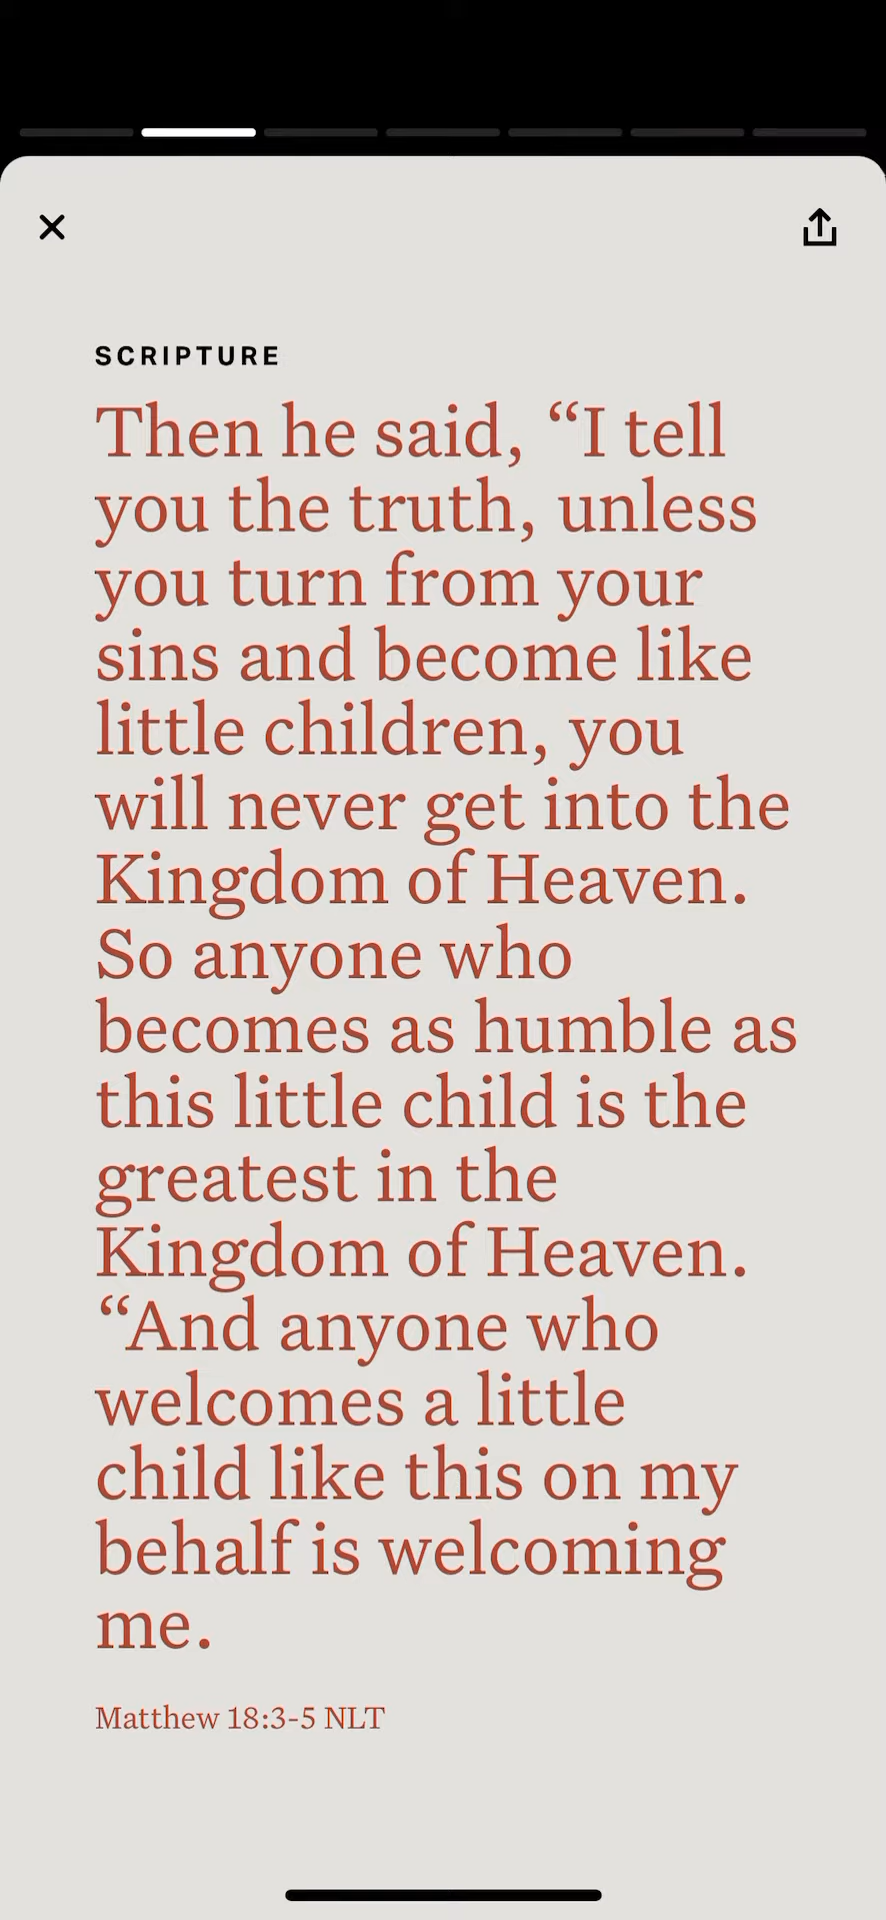 SCRIPTURE
Then he said, “I tell
you the truth, unless
you turn from your
sins and become like
little children, you
will never get into the
Kingdom of Heaven.
So anyone who
becomes as humble as
this little child is the
greatest in the
Kingdom of Heaven.
“And anyone who
welcomes a little
child like this on my
behalf is welcoming
me.
Matthew 18:3-5 NLT